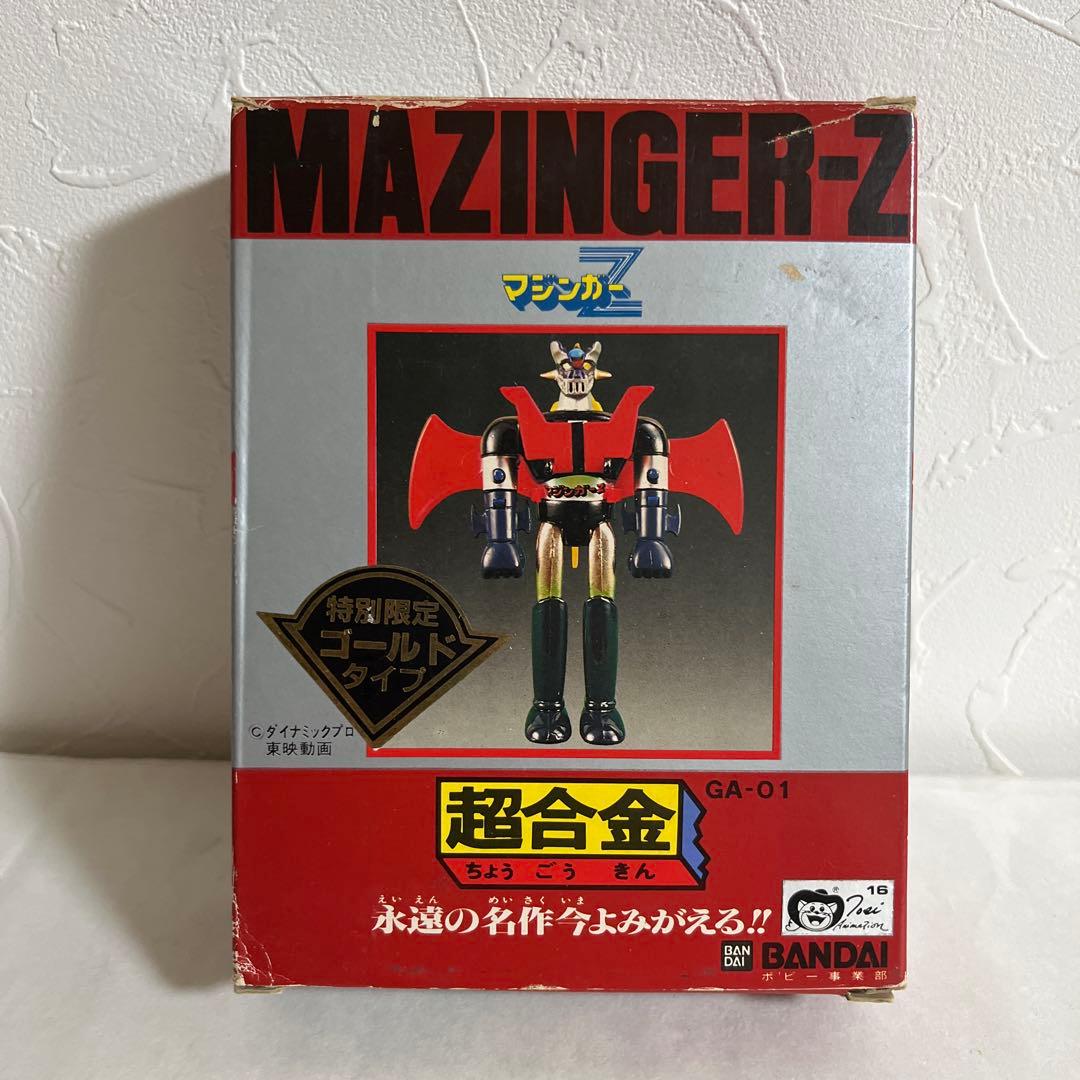 MAZINGER-Z
マジンガーZ
マジンガーZ
特別限定
ゴールド
タイプ
©ダイナミックプロ
東映動画
GA-01
超合金
ちょう ごう きん
えいえん めいさくいま
永遠の名作今よみがえる!!
® 16
Toei
Animation
BAN
DAI
BANDAI
ポピー事業部